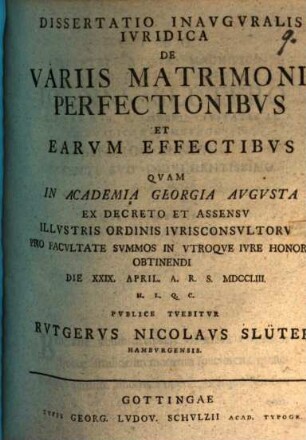 DISSERTATIO INAVGVRALIS
9.
IVRIDICA
DE
VARIIS MATRIMONI
PERFECTIONIBVS
ET
EARVM EFFECTIBVS
QVAM
IN ACADEMIA GEORGIA AVGVSTA
EX DECRETO ET ASSENSV
ILLVSTRIS ORDINIS IVRISCONSVLTORV
PRO FACVLTATE SVMMOS IN VTROQVE IVRE HONOR
OBTINENDI
DIE XXIX. APRIL. A. R. S. MDCCLIII.
H. L. Q. C.
PVBLICE TVEBITVR
RVTGERVS NICOLAVS SLÜTER
HAMBVRGENSIS.
GOTTINGAE
TYPIS GEORG. LVDOV. SCHVLZII ACAD. TYPOGR.